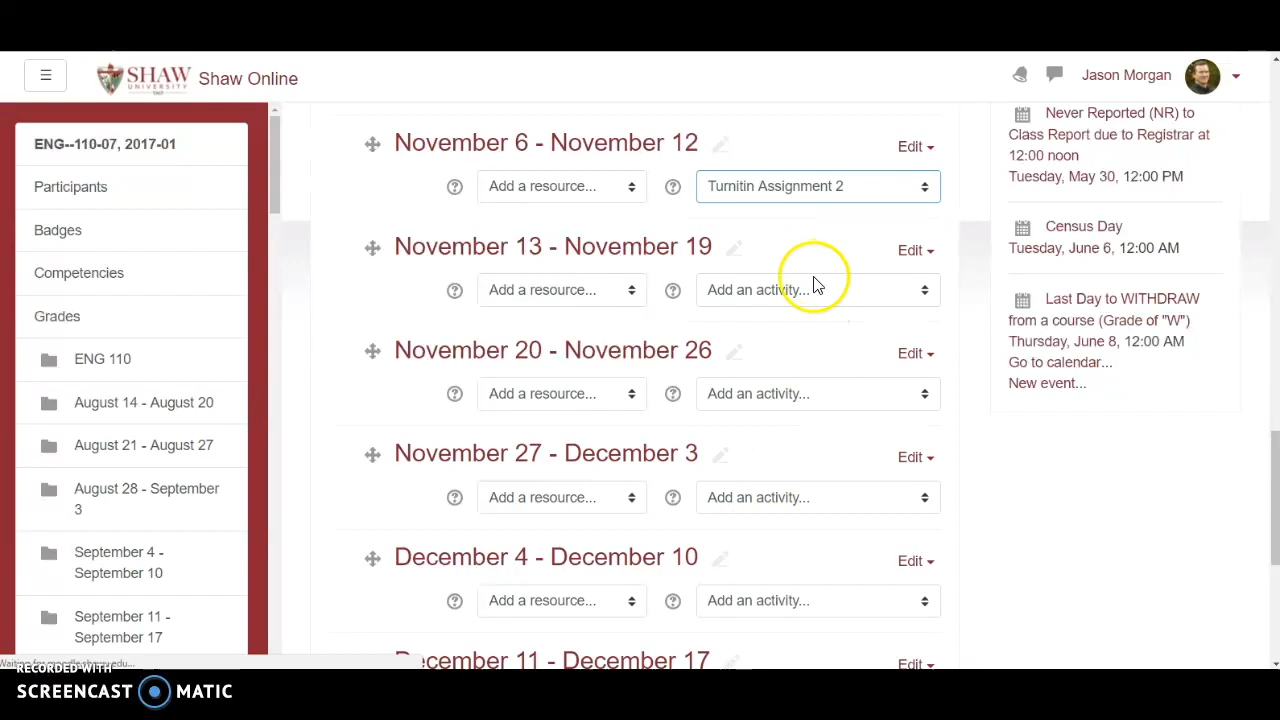 SHAW
UNIVERSITY
Shaw Online
Jason Morgan
ENG--110-07, 2017-01
Participants
Badges
Competencies
Grades
ENG 110
August 14 - August 20
August 21 - August 27
August 28 - September
3
September 4 -
September 10
September 11 -
September 17
November 6 - November 12
Edit
Add a resource...
Turnitin Assignment 2
November 13 - November 19
Edit
Add a resource...
Add an activity...
November 20 - November 26
Edit
Add a resource...
Add an activity...
November 27 - December 3
Edit
Add a resource...
Add an activity...
December 4 - December 10
Edit
Add a resource...
Add an activity...
December 11 - December 17
Edit
Never Reported (NR) to
Class Report due to Registrar at
12:00 noon
Tuesday, May 30, 12:00 PM
Census Day
Tuesday, June 6, 12:00 AM
Last Day to WITHDRAW
from a course (Grade of "W")
Thursday, June 8, 12:00 AM
Go to calendar...
New event...
RECORDED WITH
SCREENCAST MATIC